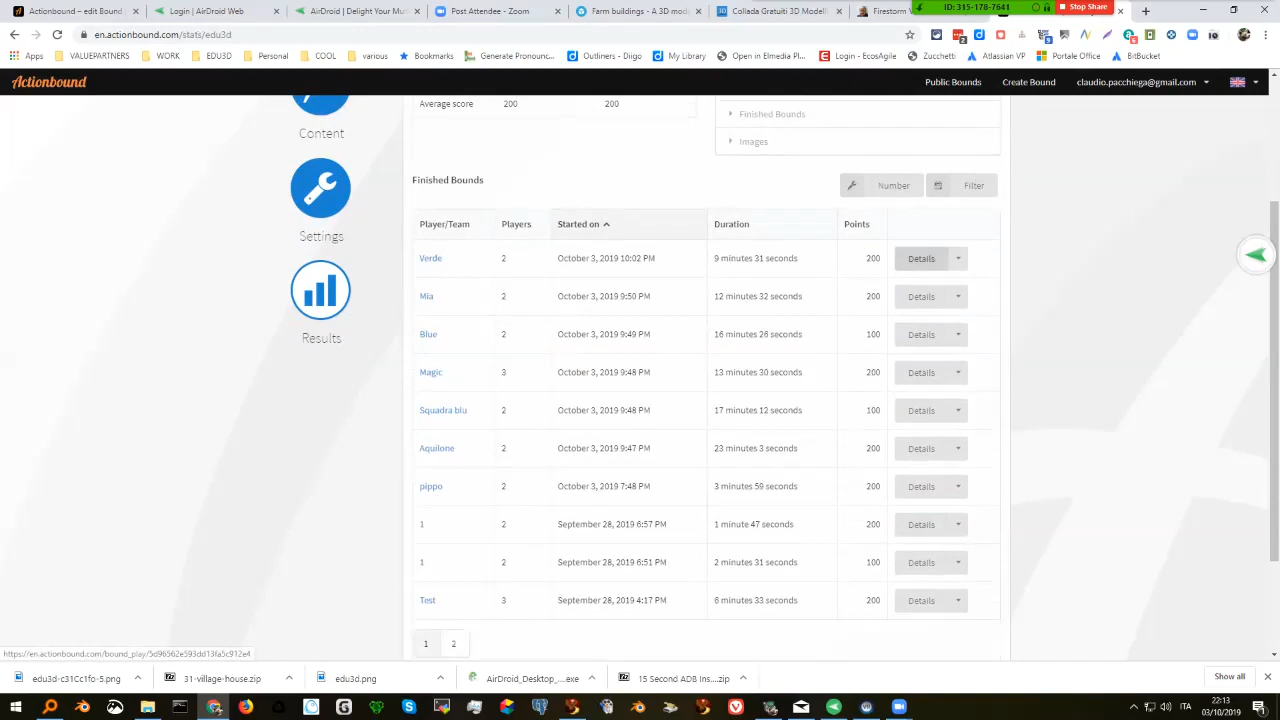 Actionbound – edit Bound
Login | AirDroid Web
AirDroid | Delight Your Mu
Post Attendee - Zoom
Farm buildings - A 3D mode
Collada Gratuiti 3D Modell
Firestorm V
ID: 315-178-7641
Stop Share
en.actionbound.com/stats/edu3d
Apps
VALUEPARTNERS
WORK
EDU3D
Personal
COOL
various
Bookmarks
Generate Pronounc...
Outliners - Diigo
My Library
Open in Elmedia Pl...
Login - EcosAgile
Zucchetti
Atlassian VP
Portale Office
BitBucket
Actionbound
Public Bounds
Create Bound
claudio.pacchiega@gmail.com
Average score 200 200
Content
Finished Bounds
Images
Settings
Results
Finished Bounds
Number
Filter
Player/Team Players Started on Duration Points
Verde 2 October 3, 2019 10:02 PM 9 minutes 31 seconds 200 Details
Mia 2 October 3, 2019 9:50 PM 12 minutes 32 seconds 200 Details
Blue 2 October 3, 2019 9:49 PM 16 minutes 26 seconds 100 Details
Magic 3 October 3, 2019 9:48 PM 13 minutes 30 seconds 200 Details
Squadra blu 2 October 3, 2019 9:48 PM 17 minutes 12 seconds 100 Details
Aquilone 2 October 3, 2019 9:47 PM 23 minutes 3 seconds 200 Details
pippo 2 October 3, 2019 7:48 PM 3 minutes 59 seconds 200 Details
1 2 September 28, 2019 6:57 PM 1 minute 47 seconds 200 Details
1 2 September 28, 2019 6:51 PM 2 minutes 31 seconds 100 Details
Test 3 September 28, 2019 4:17 PM 6 minutes 33 seconds 200 Details
1 2
https://en.actionbound.com/bound_play/5d96562e593dd13fa5c912e4
edu3d-c31Cc1fo-5.png
31-village-house.zip
edu3d.png
AirDroid_Desktop_...exe
15 Second ADB Ins....zip
Show all
ITA
22:13
03/10/2019